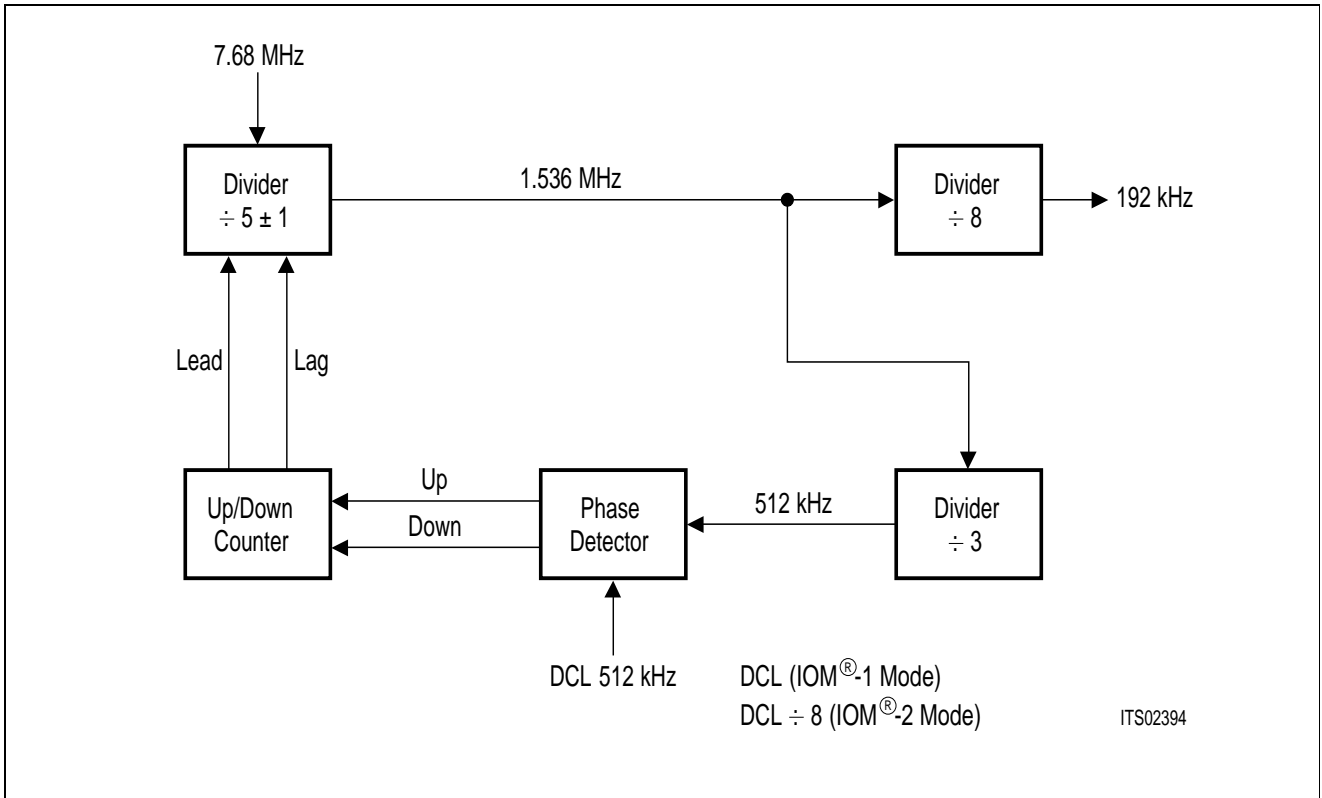 7.68 MHz
Divider
÷ 5 ± 1
1.536 MHz
Divider
÷ 8
192 kHz
Lead
Lag
Up/Down
Counter
Up
Down
Phase
Detector
512 kHz
Divider
÷ 3
DCL 512 kHz
DCL (IOM®-1 Mode)
DCL ÷ 8 (IOM®-2 Mode)
ITS02394